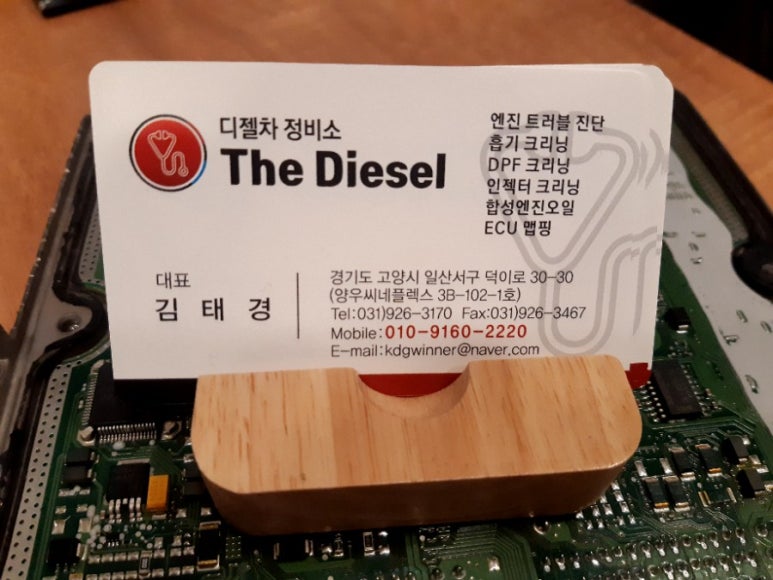 디젤차 정비소
The Diesel
엔진 트러블 진단
흡기 크리닝
DPF 크리닝
인젝터 크리닝
합성엔진오일
ECU 맵핑
대표
김 태 경
경기도 고양시 일산서구 덕이로 30-30
(양우씨네플렉스 3B-102-1호)
Tel:031)926-3170 Fax:031)926-3467
Mobile:010-9160-2220
E-mail:kdgwinner@naver.com